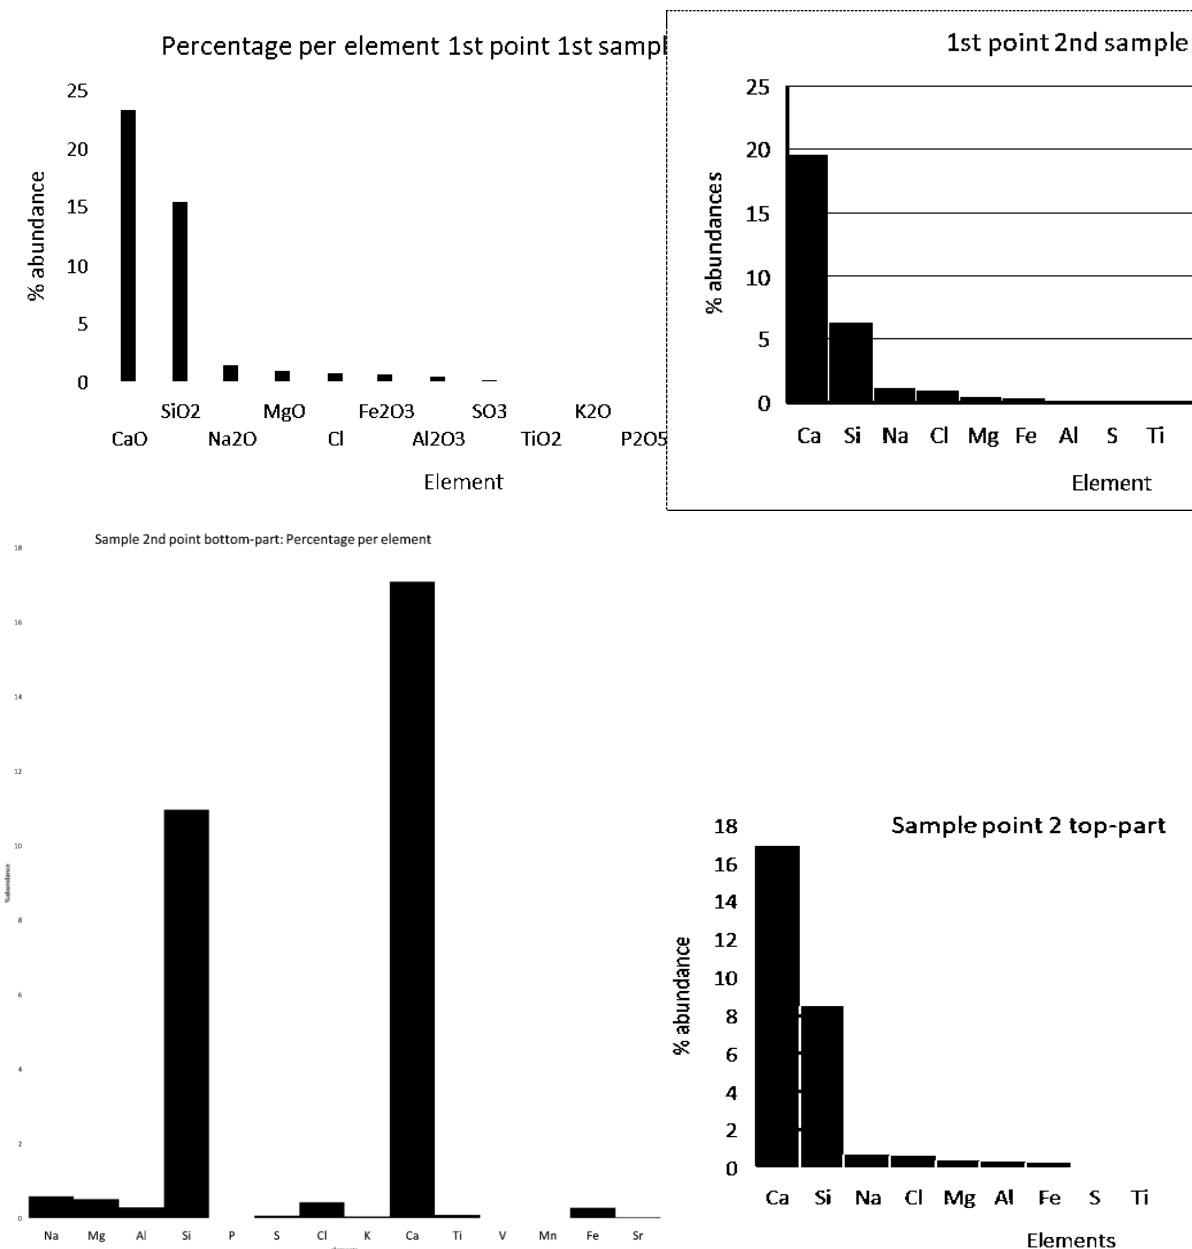 Percentage per element 1st point 1st sampl
25
20
15
10
5
0
% abundance
SiO2 MgO Fe2O3 SO3 K2O
CaO Na2O Cl Al2O3 TiO2 P2O5
Element
1st point 2nd sample
25
20
15
10
5
0
% abundances
Ca Si Na Cl Mg Fe Al S Ti
Element
Sample 2nd point bottom-part: Percentage per element
18
16
14
12
10
8
6
4
2
0
%abundance
Na Mg Al Si P S Cl K Ca Ti V Mn Fe Sr
Sample point 2 top-part
18
16
14
12
10
8
6
4
2
0
% abundance
Ca Si Na Cl Mg Al Fe S Ti
Elements